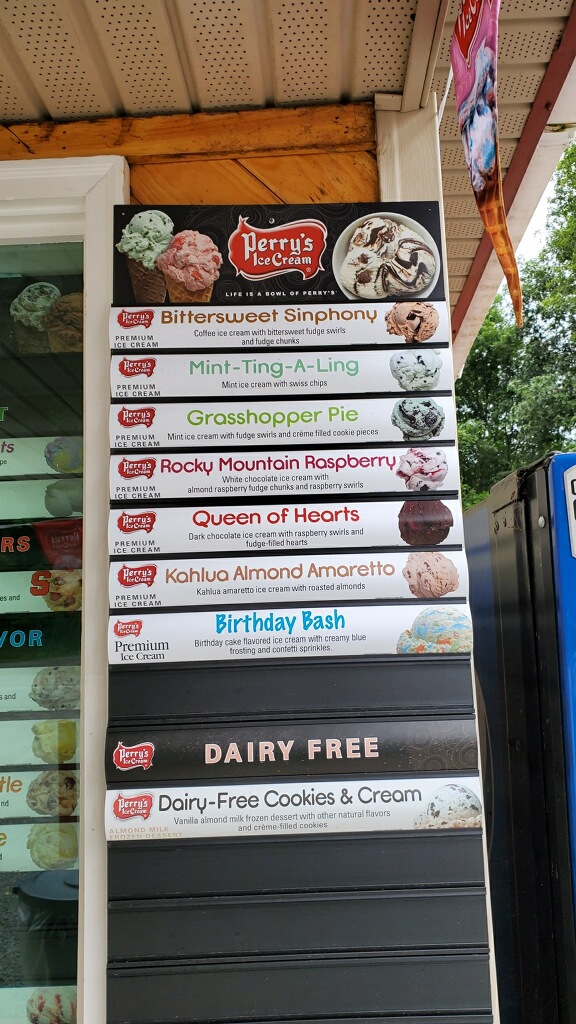 Perry's
Ice Cream
LIFE IS A BOWL OF PERRY'S
Perry's
Ice Cream
PREMIUM
ICE CREAM
Bittersweet Sinphony
Coffee ice cream with bittersweet fudge swirls
and fudge chunks
Perry's
Ice Cream
PREMIUM
ICE CREAM
Mint-Ting-A-Ling
Mint ice cream with swiss chips
Perry's
Ice Cream
PREMIUM
ICE CREAM
Grasshopper Pie
Mint ice cream with fudge swirls and crème filled cookie pieces
Perry's
Ice Cream
PREMIUM
ICE CREAM
Rocky Mountain Raspberry
White chocolate ice cream with
almond raspberry fudge chunks and raspberry swirls
Perry's
Ice Cream
PREMIUM
ICE CREAM
Queen of Hearts
Dark chocolate ice cream with raspberry swirls and
fudge-filled hearts
Perry's
Ice Cream
PREMIUM
ICE CREAM
Kahlua Almond Amaretto
Kahlua amaretto ice cream with roasted almonds
Perry's
Ice Cream
Premium
Ice Cream
Birthday Bash
Birthday cake flavored ice cream with creamy blue
frosting and confetti sprinkles.
Perry's
Ice Cream
DAIRY FREE
Perry's
Ice Cream
ALMOND MILK
FROZEN DESSERT
Dairy-Free Cookies & Cream
Vanilla almond milk frozen dessert with other natural flavors
and crème-filled cookies